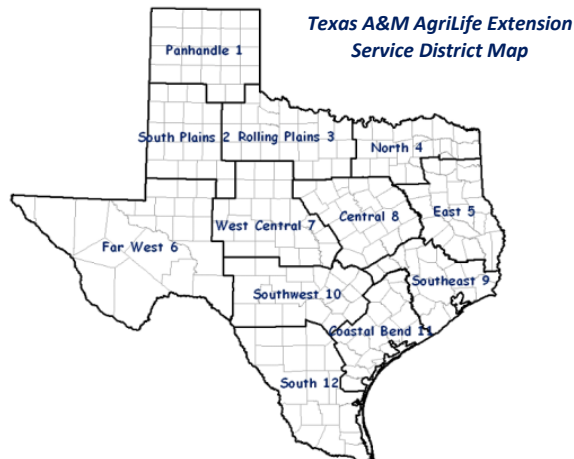 Texas A&M AgriLife Extension
Service District Map
Panhandle 1
South Plains 2
Rolling Plains 3
North 4
East 5
Far West 6
West Central 7
Central 8
Southeast 9
Southwest 10
Coastal Bend 11
South 12